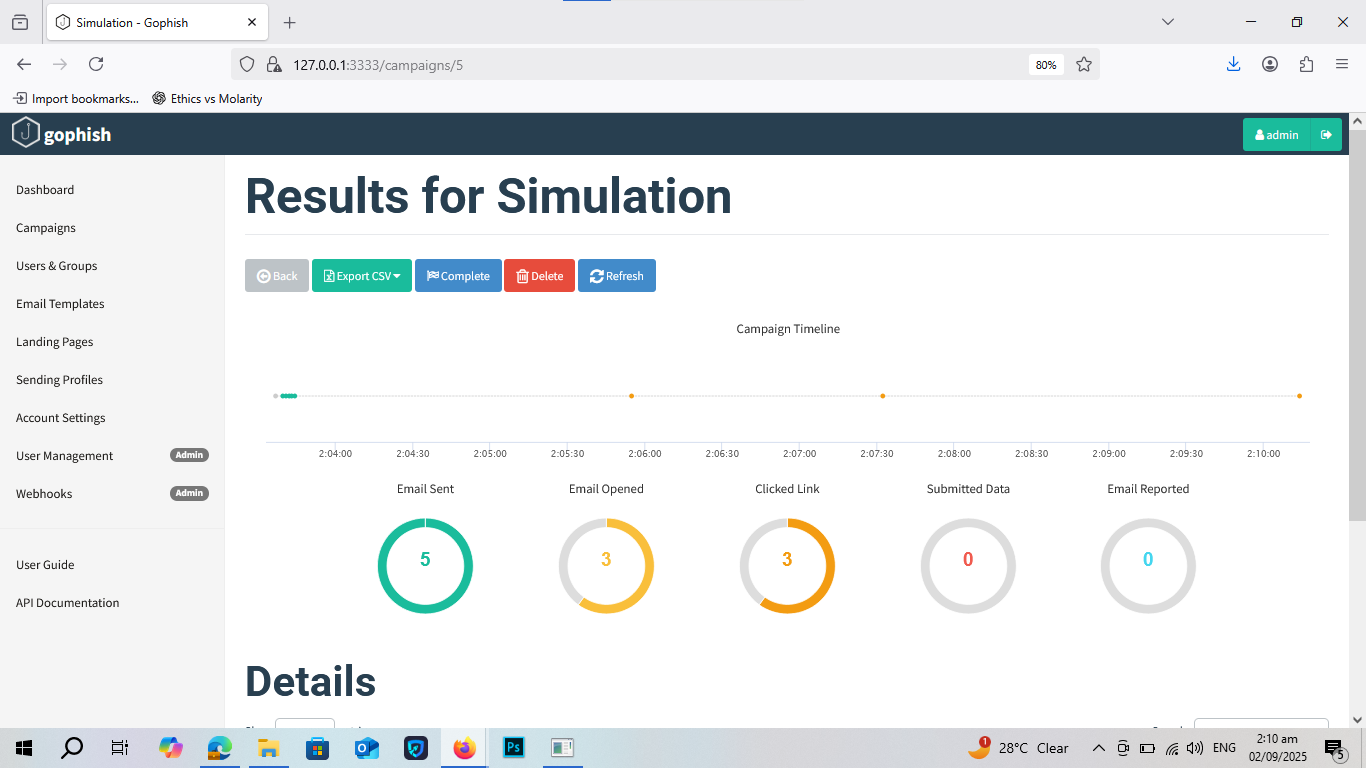 Simulation - Gophish
127.0.0.1:3333/campaigns/5
80%
Import bookmarks...
Ethics vs Molarity
gophish
admin
Dashboard
Campaigns
Users & Groups
Email Templates
Landing Pages
Sending Profiles
Account Settings
User Management Admin
Webhooks Admin
User Guide
API Documentation
Results for Simulation
Back
Export CSV
Complete
Delete
Refresh
Campaign Timeline
2:04:00 2:04:30 2:05:00 2:05:30 2:06:00 2:06:30 2:07:00 2:07:30 2:08:00 2:08:30 2:09:00 2:09:30 2:10:00
Email Sent Email Opened Clicked Link Submitted Data Email Reported
5 3 3 0 0
Details
Ps
1
28°C Clear
ENG
2:10 am
02/09/2025
5